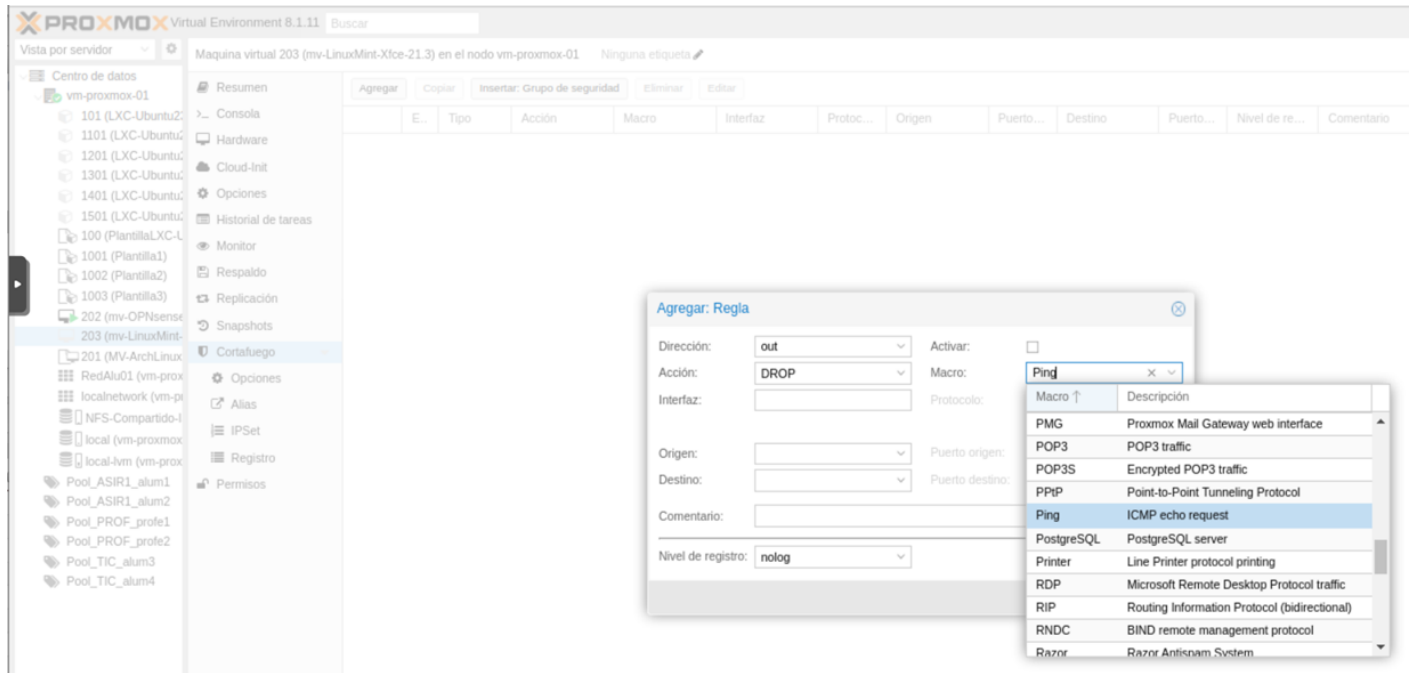 PROXMOX Virtual Environment 8.1.11 Buscar
Vista por servidor
Maquina virtual 203 (mv-LinuxMint-Xfce-21.3) en el nodo vm-proxmox-01 Ninguna etiqueta
Centro de datos
vm-proxmox-01
101 (LXC-Ubuntu2
1101 (LXC-Ubuntu2
1201 (LXC-Ubuntu2
1301 (LXC-Ubuntu2
1401 (LXC-Ubuntu2
1501 (LXC-Ubuntu2
100 (PlantillaLXC-U
1001 (Plantilla1)
1002 (Plantilla2)
1003 (Plantilla3)
202 (mv-OPNsense
203 (mv-LinuxMint-
201 (MV-ArchLinux
RedAlu01 (vm-prox
localnetwork (vm-p
NFS-Compartido-I
local (vm-proxmox
local-lvm (vm-prox
Pool_ASIR1_alum1
Pool_ASIR1_alum2
Pool_PROF_profe1
Pool_PROF_profe2
Pool_TIC_alum3
Pool_TIC_alum4
Resumen
>_ Consola
Hardware
Cloud-Init
Opciones
Historial de tareas
Monitor
Respaldo
Replicación
Snapshots
Cortafuego
Opciones
Alias
IPSet
Registro
Permisos
Agregar Copiar Insertar: Grupo de seguridad Eliminar Editar
E... Tipo Acción Macro Interfaz Protoc... Origen Puerto... Destino Puerto... Nivel de re... Comentario
Agregar: Regla
Dirección: out Activar:
Acción: DROP Macro: Ping
Interfaz: Protocolo:
Origen: Puerto origen:
Destino: Puerto destino:
Comentario:
Nivel de registro: nolog
Macro ↑ Descripción
PMG Proxmox Mail Gateway web interface
POP3 POP3 traffic
POP3S Encrypted POP3 traffic
PPtP Point-to-Point Tunneling Protocol
Ping ICMP echo request
PostgreSQL PostgreSQL server
Printer Line Printer protocol printing
RDP Microsoft Remote Desktop Protocol traffic
RIP Routing Information Protocol (bidirectional)
RNDC BIND remote management protocol
Razor Razor Antispam System